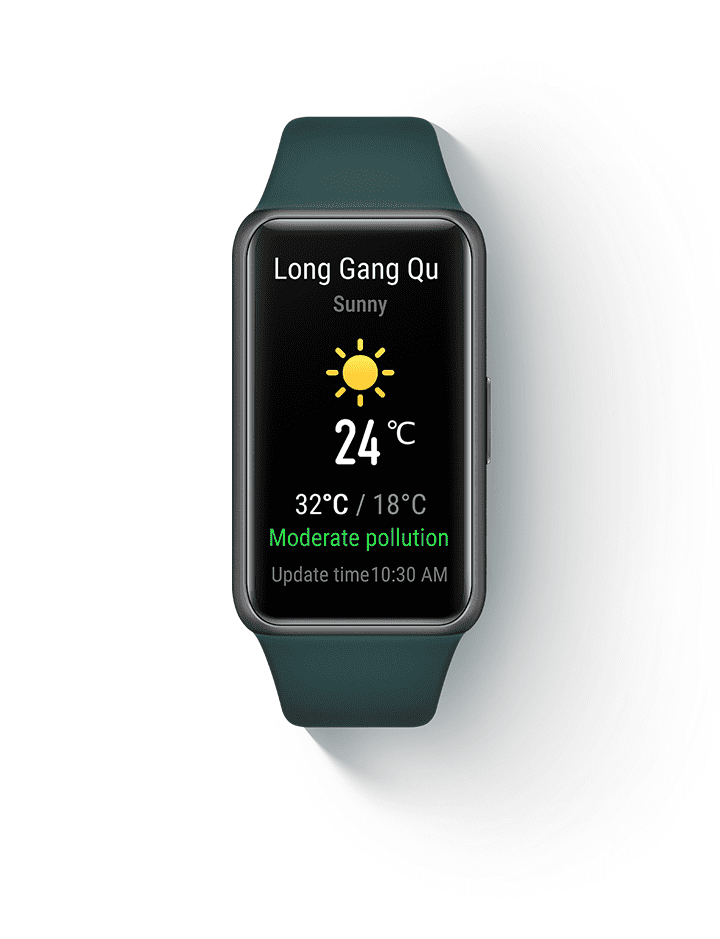 Long Gang Qu
Sunny
24 °C
32°C / 18°C
Moderate pollution
Update time10:30 AM